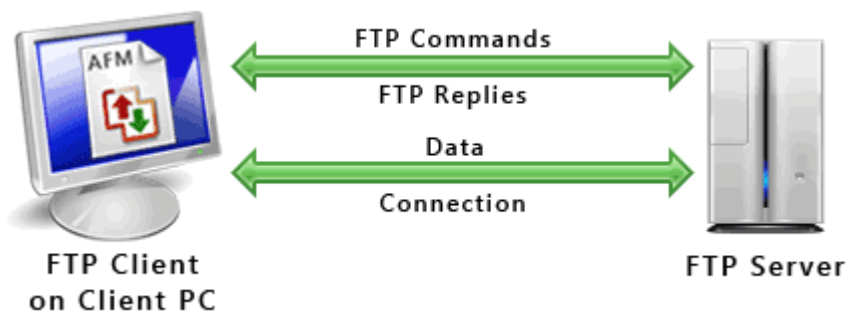 AFM
FTP Commands
FTP Replies
Data
Connection
FTP Client
on Client PC
FTP Server